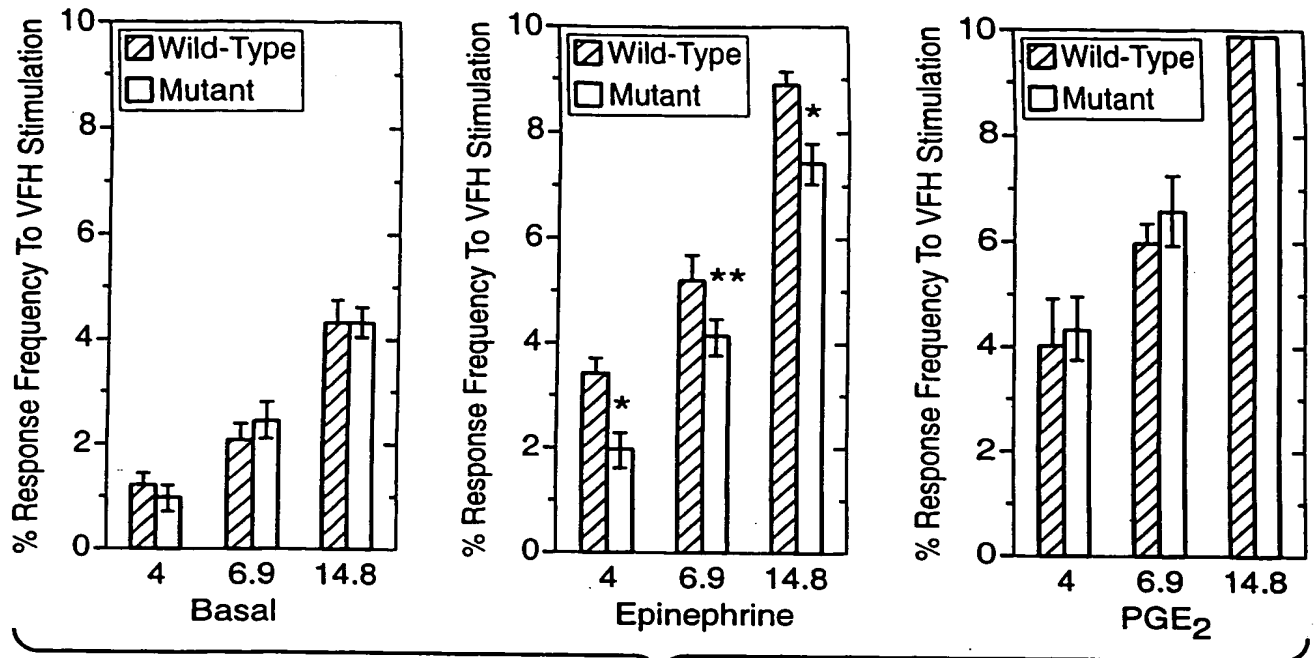 % Response Frequency To VFH Stimulation
10
8
6
4
2
0
Wild-Type
Mutant
4 6.9 14.8
Basal
% Response Frequency To VFH Stimulation
10
8
6
4
2
0
Wild-Type
Mutant
*
**
*
4 6.9 14.8
Epinephrine
% Response Frequency To VFH Stimulation
10
8
6
4
2
0
Wild-Type
Mutant
4 6.9 14.8
PGE2